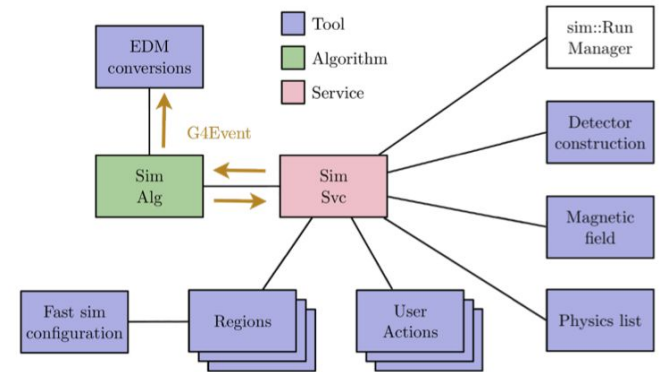 EDM
conversions
Tool
Algorithm
Service
sim::Run
Manager
G4Event
Detector
construction
Sim
Alg
Sim
Svc
Magnetic
field
Fast sim
configuration
Regions
User
Actions
Physics list